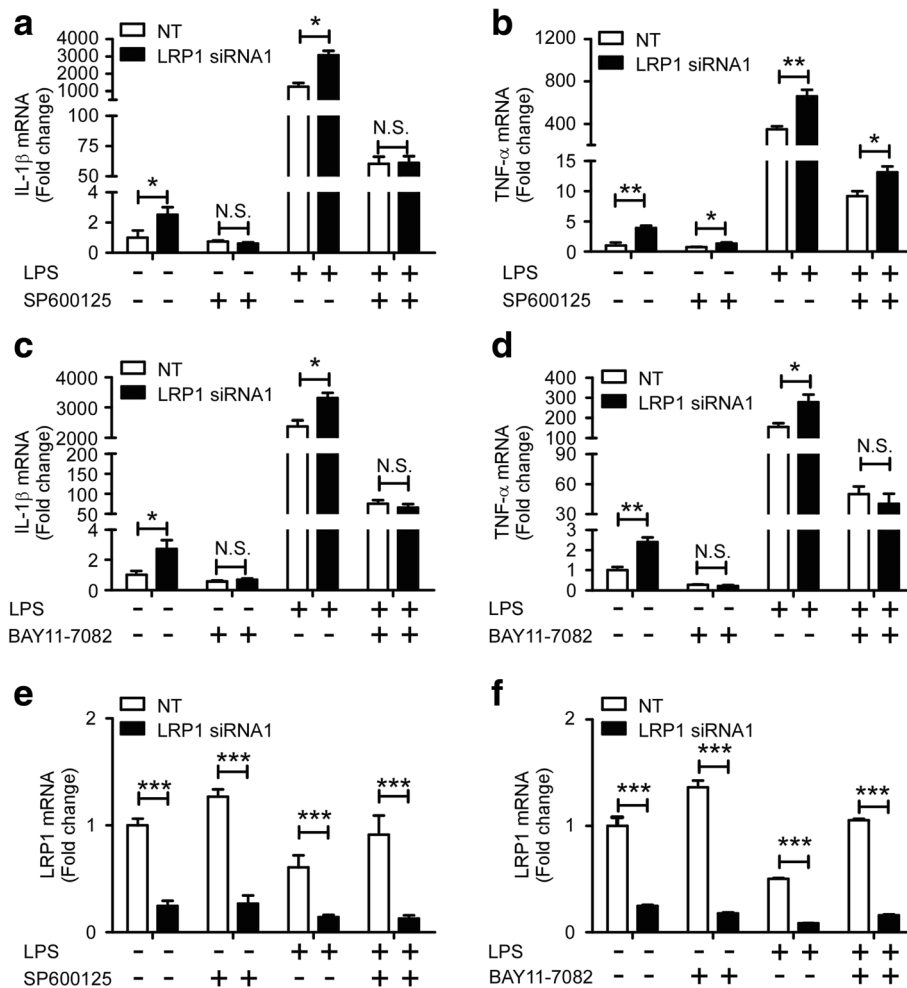 a
NT
LRP1 siRNA1
IL-1β mRNA
(Fold change)
4000
3000
2000
1000
100
75
50
4
2
0
*
N.S.
*
N.S.
LPS - - - - + + + +
SP600125 - - + + - - + +
b
NT
LRP1 siRNA1
TNF-α mRNA
(Fold change)
1200
800
400
15
10
5
0
**
*
**
*
LPS - - - - + + + +
SP600125 - - + + - - + +
c
NT
LRP1 siRNA1
IL-1β mRNA
(Fold change)
4000
3000
2000
200
150
100
50
4
2
0
*
N.S.
*
N.S.
LPS - - - - + + + +
BAY11-7082 - - + + - - + +
d
NT
LRP1 siRNA1
TNF-α mRNA
(Fold change)
400
300
200
100
90
60
30
3
2
1
0
**
N.S.
*
N.S.
LPS - - - - + + + +
BAY11-7082 - - + + - - + +
e
NT
LRP1 siRNA1
LRP1 mRNA
(Fold change)
2
1
0
***
***
***
***
LPS - - - - + + + +
SP600125 - - + + - - + +
f
NT
LRP1 siRNA1
LRP1 mRNA
(Fold change)
2
1
0
***
***
***
***
LPS - - - - + + + +
BAY11-7082 - - + + - - + +